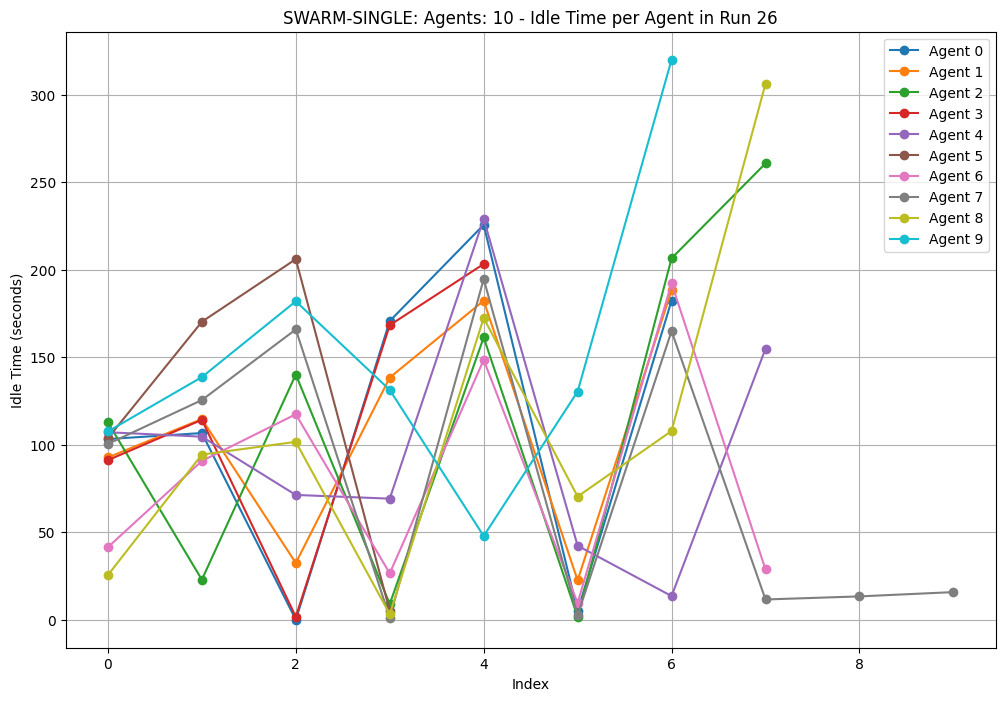 SWARM-SINGLE: Agents: 10 - Idle Time per Agent in Run 26
Idle Time (seconds)
300
250
200
150
100
50
0
0
2
4
6
8
Index
Agent 0
Agent 1
Agent 2
Agent 3
Agent 4
Agent 5
Agent 6
Agent 7
Agent 8
Agent 9